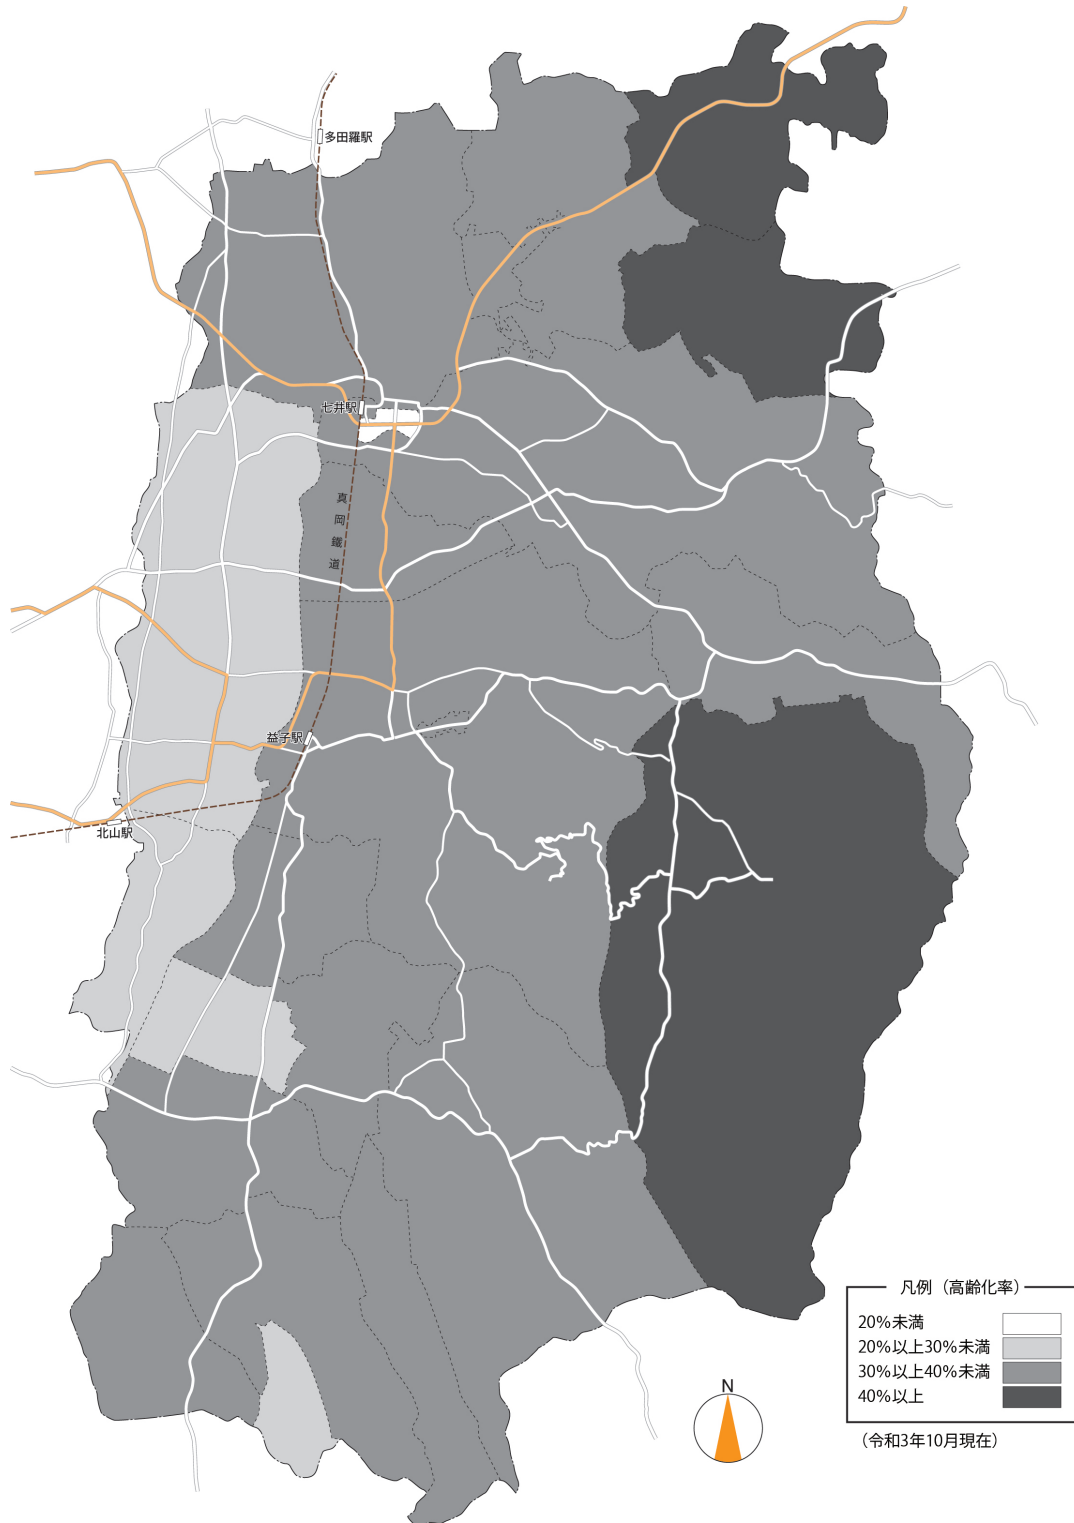 多田羅駅
七井駅
真岡鐵道
益子駅
北山駅
凡例（高齢化率）
20%未満
20%以上30%未満
30%以上40%未満
40%以上
N
（令和3年10月現在）